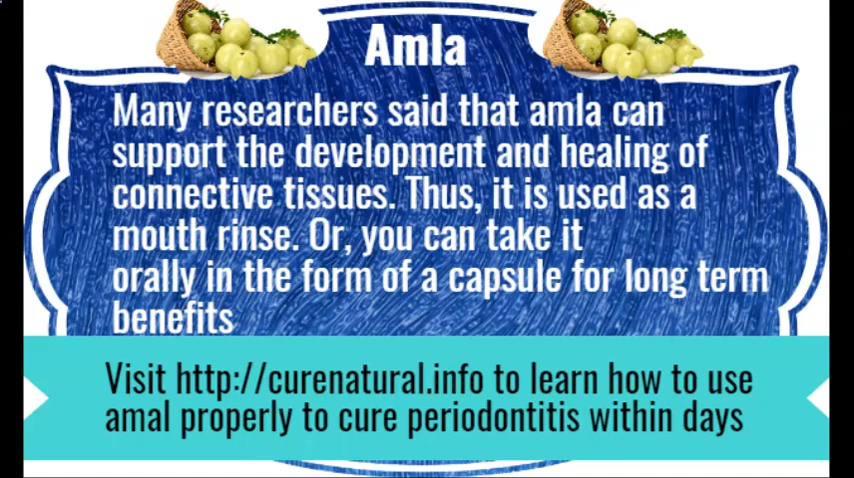 Amla
Many researchers said that amla can
support the development and healing of
connective tissues. Thus, it is used as a
mouth rinse. Or, you can take it
orally in the form of a capsule for long term
benefits
Visit http://curenatural.info to learn how to use
amal properly to cure periodontitis within days